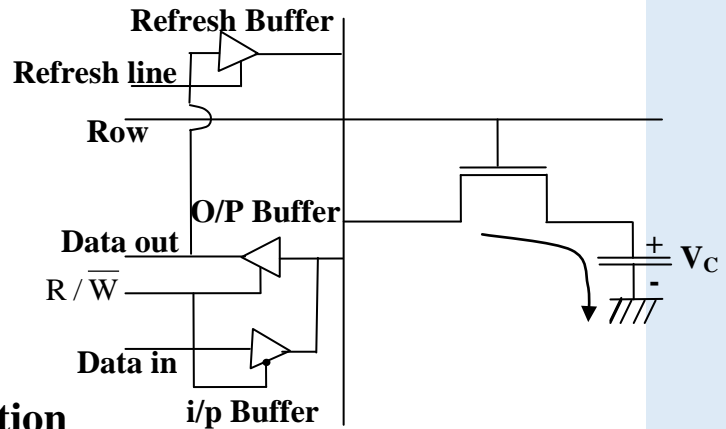 Refresh Buffer
Refresh line
Row
O/P Buffer
Data out
R / W̅
+
V_C
-
Data in
i/p Buffer